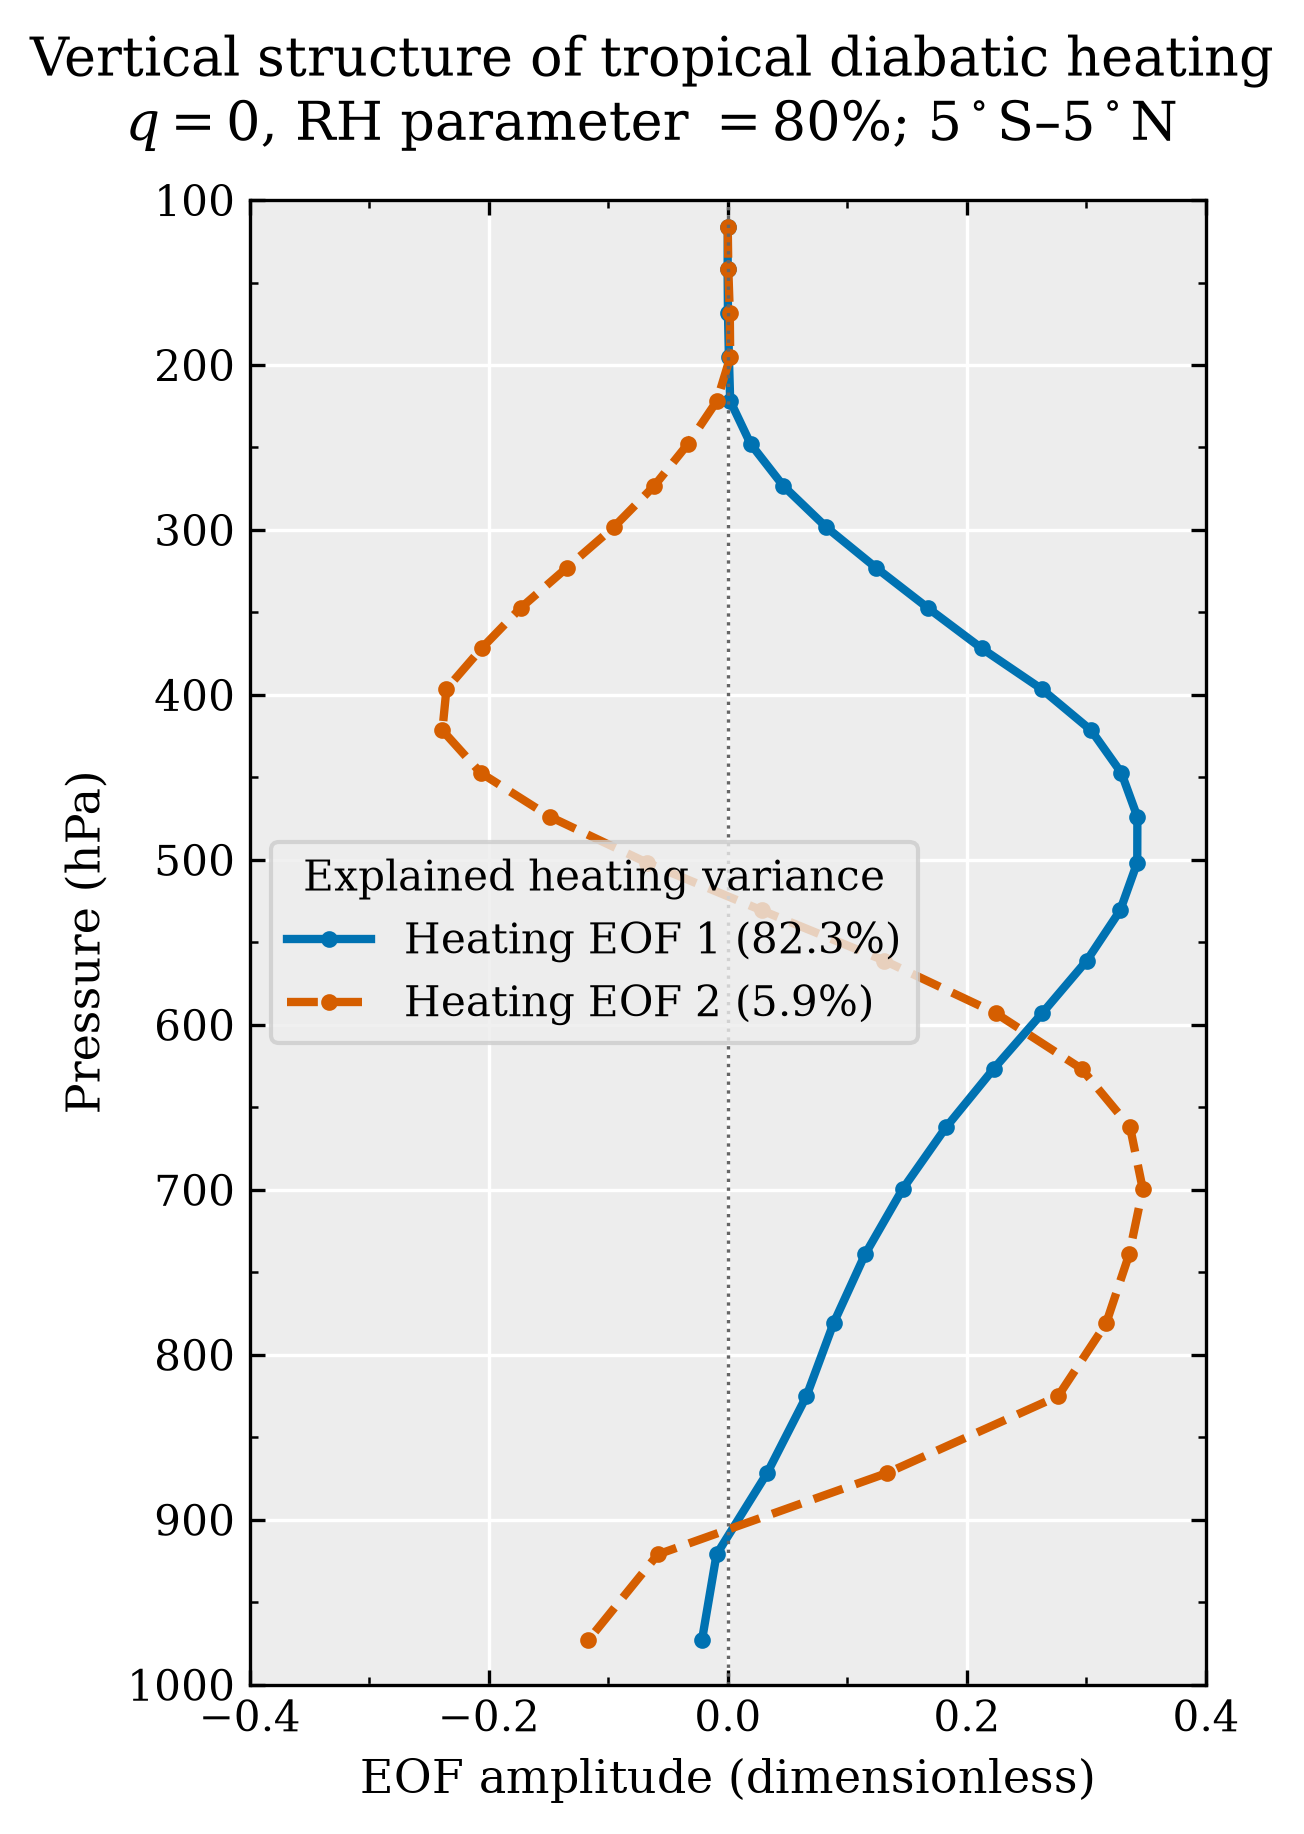 Vertical structure of tropical diabatic heating
q = 0, RH parameter = 80%; 5°S–5°N
100
200
300
400
500
600
700
800
900
1000
Pressure (hPa)
Explained heating variance
Heating EOF 1 (82.3%)
Heating EOF 2 (5.9%)
−0.4 −0.2 0.0 0.2 0.4
EOF amplitude (dimensionless)